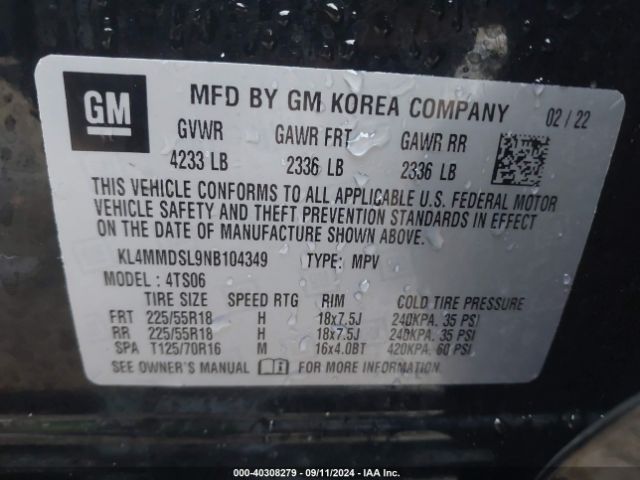 GM MFD BY GM KOREA COMPANY 02 / 22
GVWR GAWR FRT GAWR RR
4233 LB 2336 LB 2336 LB
THIS VEHICLE CONFORMS TO ALL APPLICABLE U.S. FEDERAL MOTOR
VEHICLE SAFETY AND THEFT PREVENTION STANDARDS IN EFFECT
ON THE DATE OF MANUFACTURE SHOWN ABOVE.
KL4MMDSL9NB104349 TYPE: MPV
MODEL : 4TS06
TIRE SIZE SPEED RTG RIM COLD TIRE PRESSURE
FRT 225/55R18 H 18x7.5J 240KPA, 35 PSI
RR 225/55R18 H 18x7.5J 240KPA, 35 PSI
SPA T125/70R16 M 16x4.0BT 420KPA, 60 PSI
SEE OWNER'S MANUAL FOR MORE INFORMATION
000-40308279 - 09/11/2024 - IAA Inc.